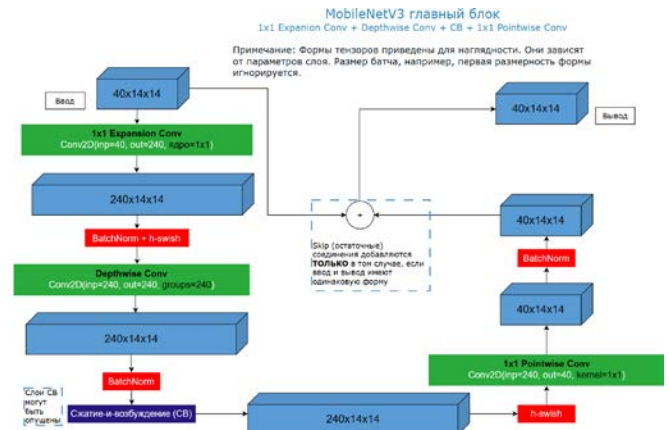 MobileNetV3 главный блок
1x1 Expanion Conv + Depthwise Conv + СВ + 1x1 Pointwise Conv
Примечание: Формы тензоров приведены для наглядности. Они зависят
от параметров слоя. Размер батча, например, первая размерность формы
игнорируется.
Ввод
40x14x14
1x1 Expansion Conv
Conv2D(inp=40, out=240, ядро=1x1)
240x14x14
BatchNorm + h-swish
Depthwise Conv
Conv2D(inp=240, out=240, groups=240)
240x14x14
BatchNorm
Слои СВ
могут
быть
опущены
Сжатие-и-возбуждение (СВ)
240x14x14
h-swish
1x1 Pointwise Conv
Conv2D(inp=240, out=40, kernel=1x1)
40x14x14
BatchNorm
40x14x14
+
Skip (остаточные)
соединения добавляются
ТОЛЬКО в том случае, если
ввод и вывод имеют
одинаковую форму
40x14x14
Вывод